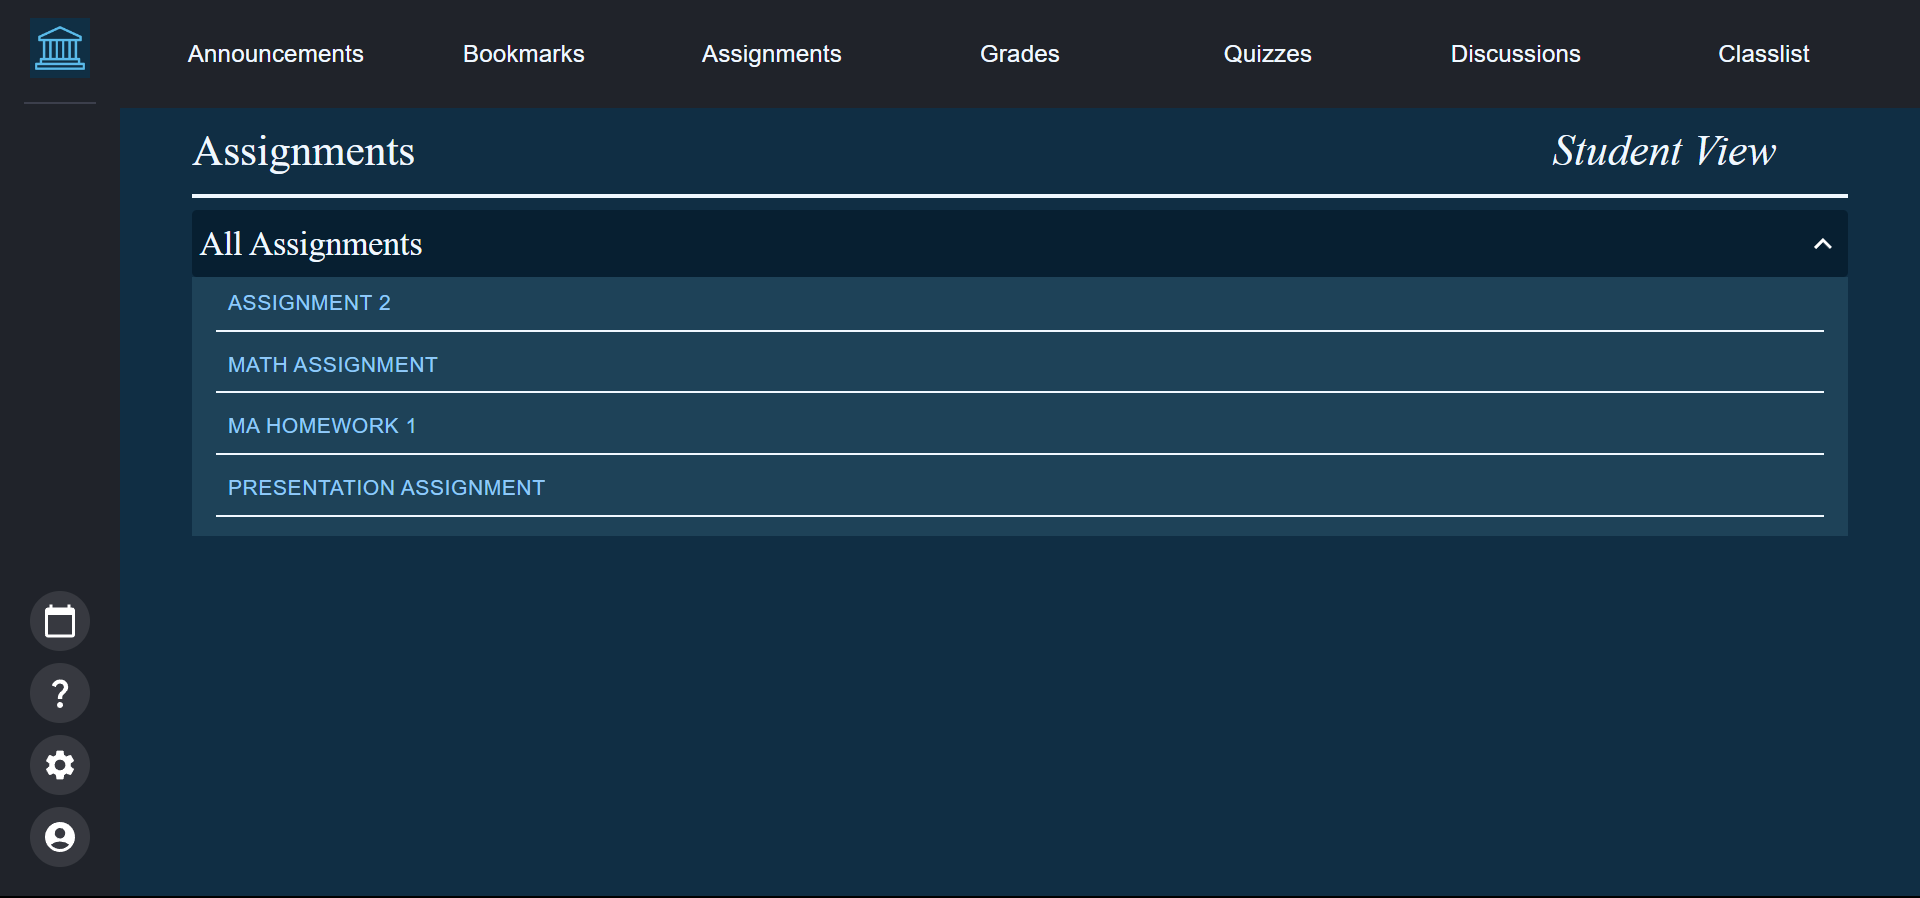 Announcements Bookmarks Assignments Grades Quizzes Discussions Classlist
Assignments Student View
All Assignments
ASSIGNMENT 2
MATH ASSIGNMENT
MA HOMEWORK 1
PRESENTATION ASSIGNMENT
?